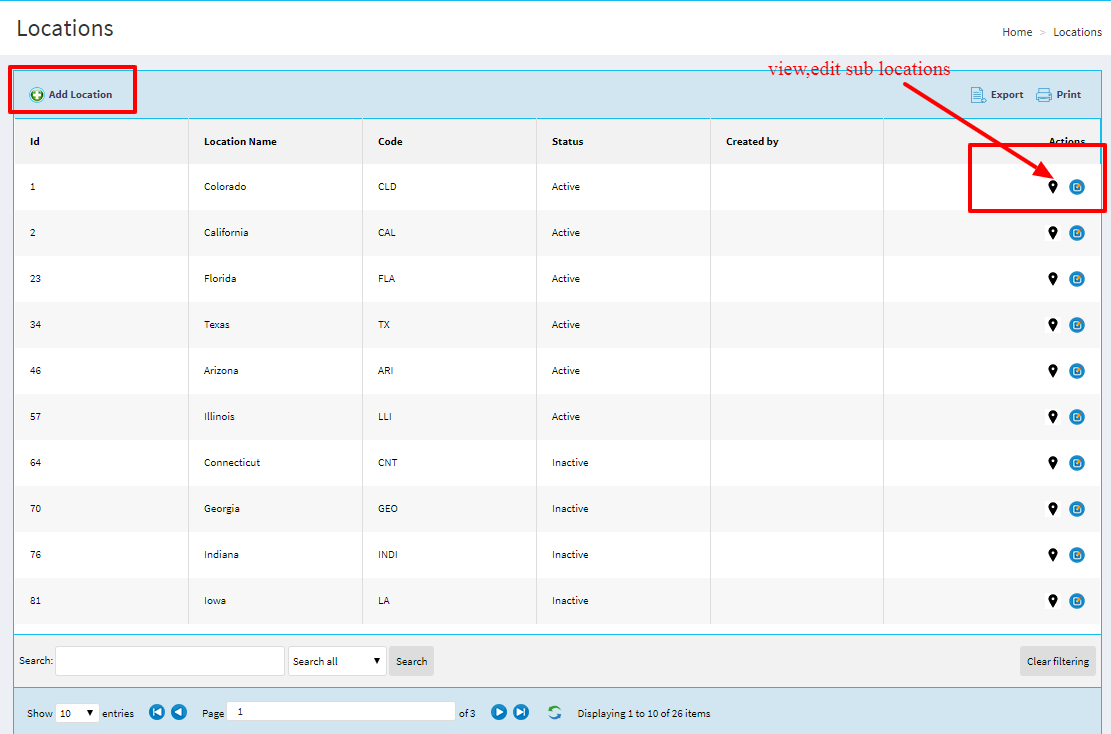 Locations
Home > Locations
view,edit sub locations
Add Location Export Print
Id Location Name Code Status Created by Actions
1 Colorado CLD Active
2 California CAL Active
23 Florida FLA Active
34 Texas TX Active
46 Arizona ARI Active
57 Illinois LLI Active
64 Connecticut CNT Inactive
70 Georgia GEO Inactive
76 Indiana INDI Inactive
81 Iowa LA Inactive
Search: Search all Search Clear filtering
Show 10 entries Page 1 of 3 Displaying 1 to 10 of 26 items